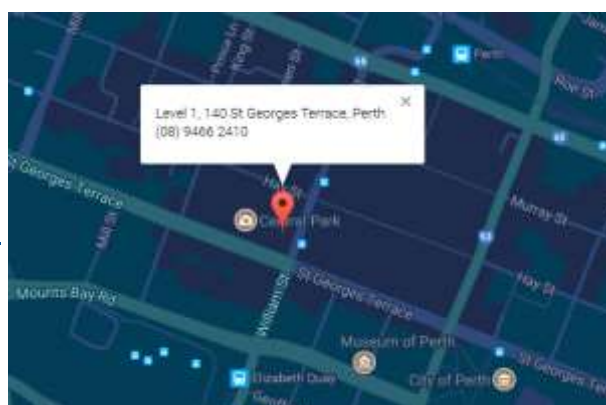 Perth
Roe St
King St
Level 1, 140 St Georges Terrace, Perth
(08) 9466 2410
St Georges Terrace
Hay St
Central Park
Murray St
Mill St
Hay St
Mounts Bay Rd
William St
St Georges Terrace
Museum of Perth
St Georges Terrace
Elizabeth Quay
City of Perth